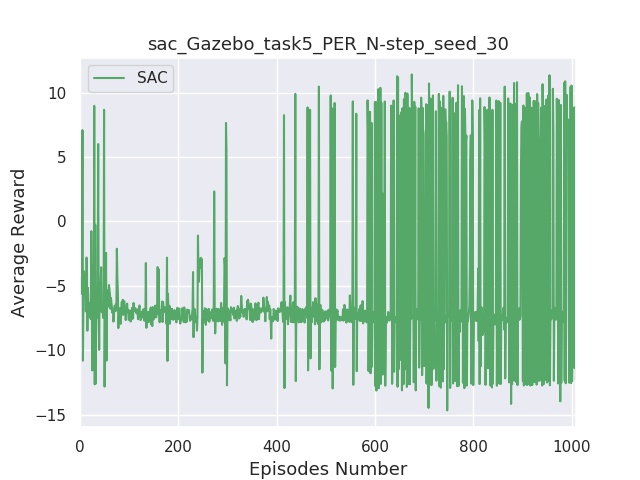 sac_Gazebo_task5_PER_N-step_seed_30
SAC
Average Reward
10
5
0
−5
−10
−15
0 200 400 600 800 1000
Episodes Number